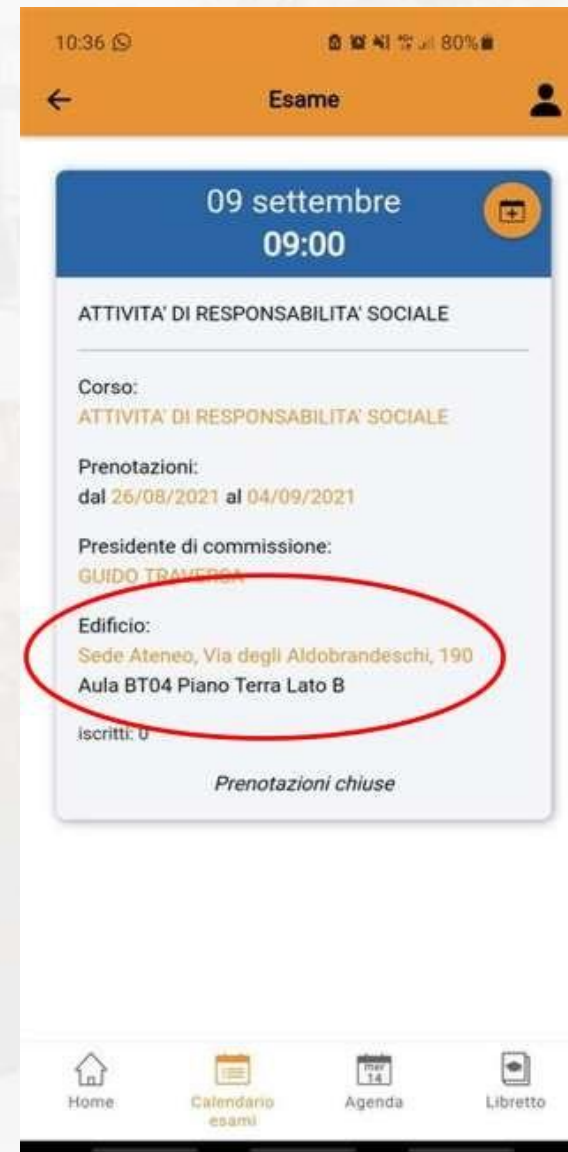 10:36
80%
Esame
09 settembre
09:00
ATTIVITA' DI RESPONSABILITA' SOCIALE
Corso:
ATTIVITA' DI RESPONSABILITA' SOCIALE
Prenotazioni:
dal 26/08/2021 al 04/09/2021
Presidente di commissione:
GUIDO TRAVERSA
Edificio:
Sede Ateneo, Via degli Aldobrandeschi, 190
Aula BT04 Piano Terra Lato B
iscritti: 0
Prenotazioni chiuse
mer
14
Home
Calendario
esami
Agenda
Libretto